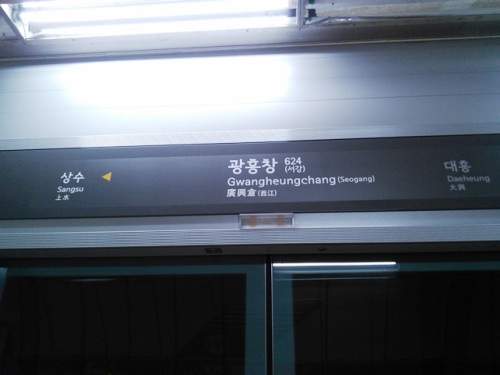 상수
Sangsu
上水
광흥창 624
(서강)
Gwangheungchang (Seogang)
廣興倉 (西江)
대흥
Daeheung
大興